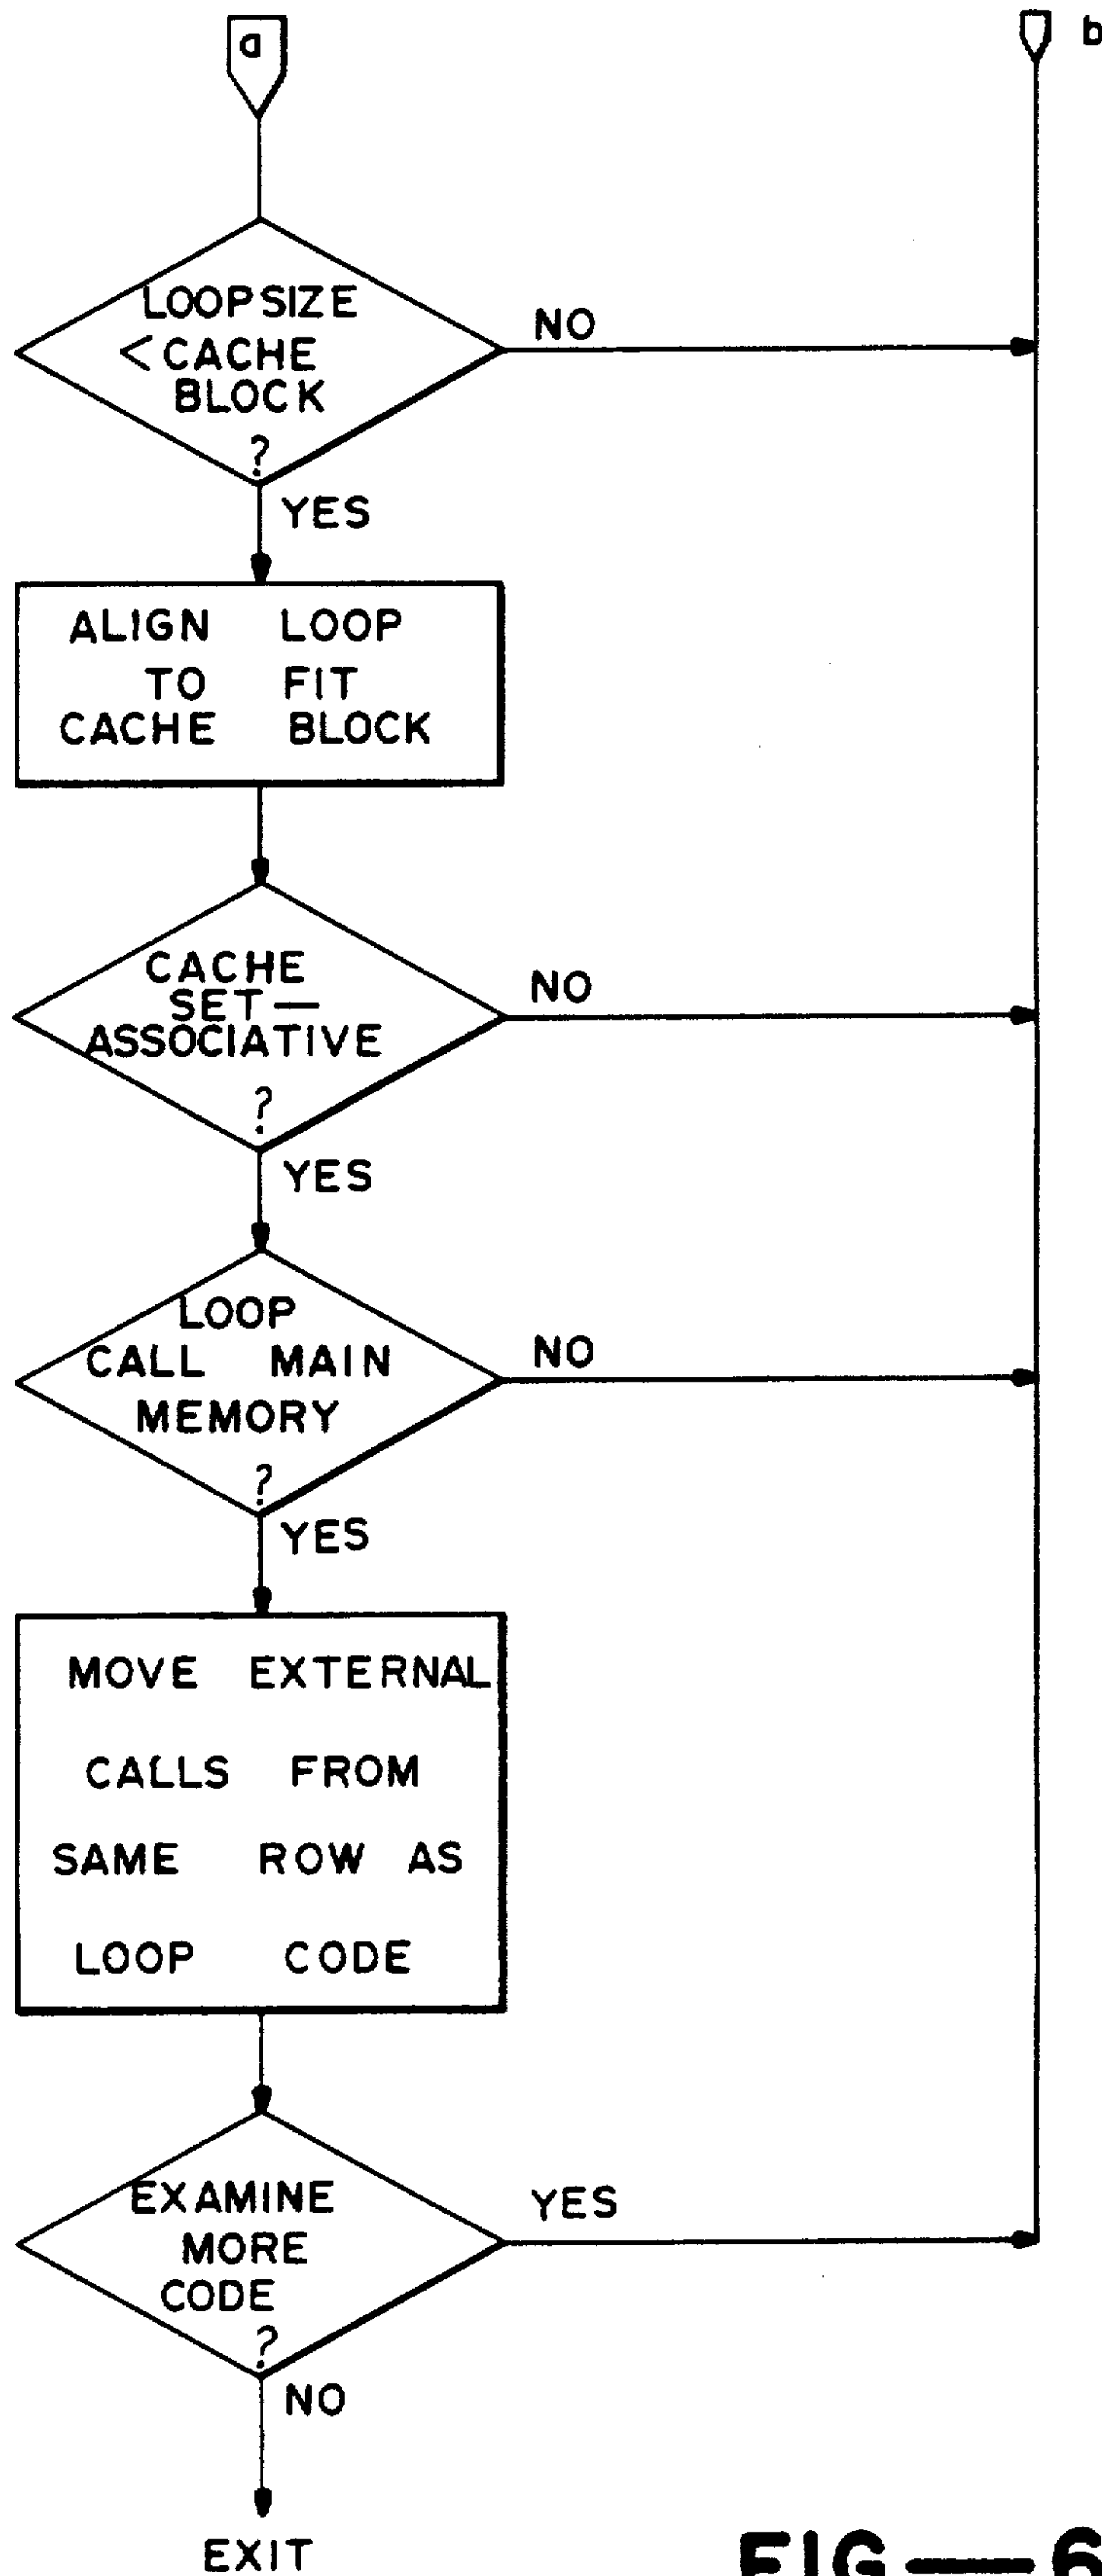 a
b
LOOPSIZE
< CACHE
BLOCK
?
NO
YES
ALIGN LOOP
TO FIT
CACHE BLOCK
CACHE
SET—
ASSOCIATIVE
?
NO
YES
LOOP
CALL MAIN
MEMORY
?
NO
YES
MOVE EXTERNAL
CALLS FROM
SAME ROW AS
LOOP CODE
EXAMINE
MORE
CODE
?
YES
NO
EXIT
FIG—6